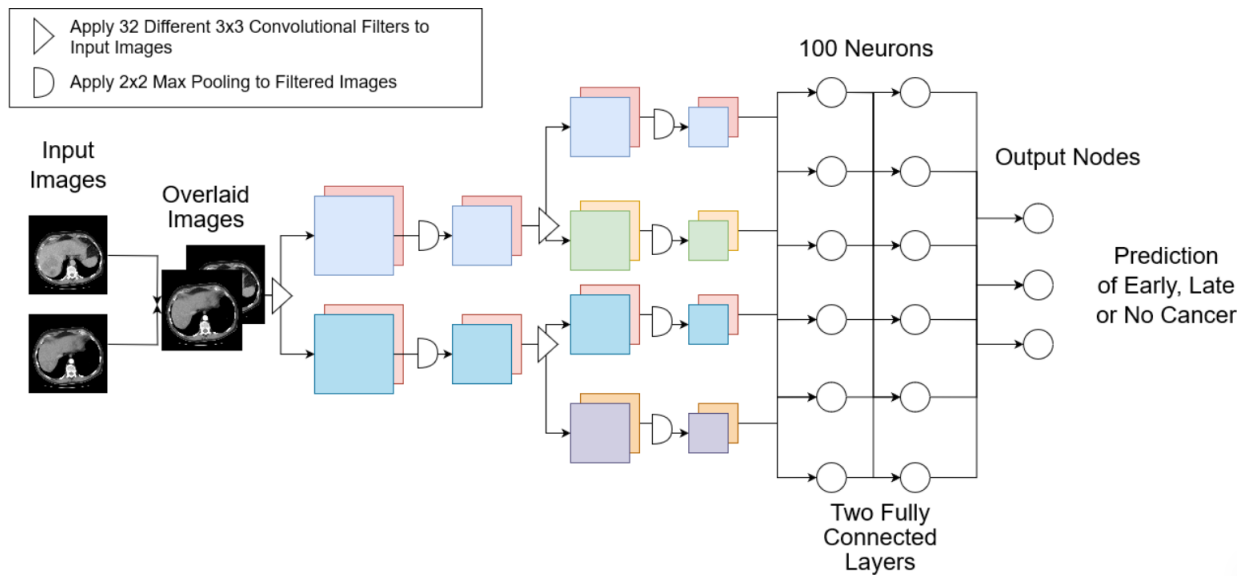 Apply 32 Different 3x3 Convolutional Filters to
Input Images
Apply 2x2 Max Pooling to Filtered Images
Input
Images
Overlaid
Images
100 Neurons
Output Nodes
Prediction
of Early, Late
or No Cancer
Two Fully
Connected
Layers